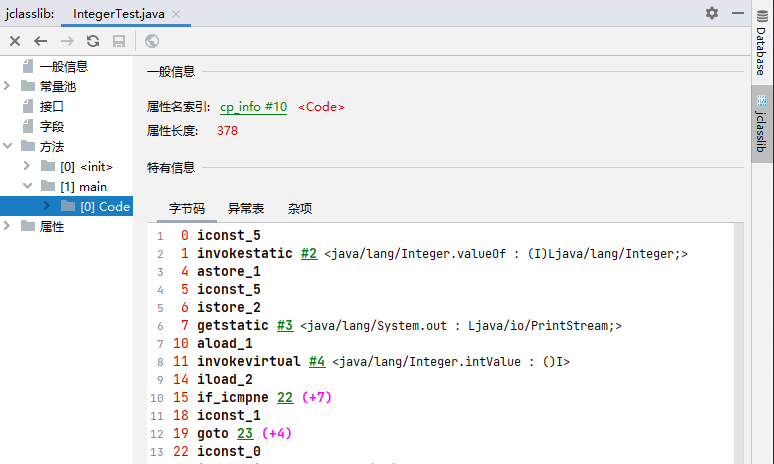 jclasslib: IntegerTest.java
一般信息
常量池
接口
字段
方法
[0] <init>
[1] main
[0] Code
属性
一般信息
属性名索引: cp_info #10 <Code>
属性长度: 378
特有信息
字节码 异常表 杂项
1 0 iconst_5
2 1 invokestatic #2 <java/lang/Integer.valueOf : (I)Ljava/lang/Integer;>
3 4 astore_1
4 5 iconst_5
5 6 istore_2
6 7 getstatic #3 <java/lang/System.out : Ljava/io/PrintStream;>
7 10 aload_1
8 11 invokevirtual #4 <java/lang/Integer.intValue : ()I>
9 14 iload_2
10 15 if_icmpne 22 (+7)
11 18 iconst_1
12 19 goto 23 (+4)
13 22 iconst_0
Database
jclasslib